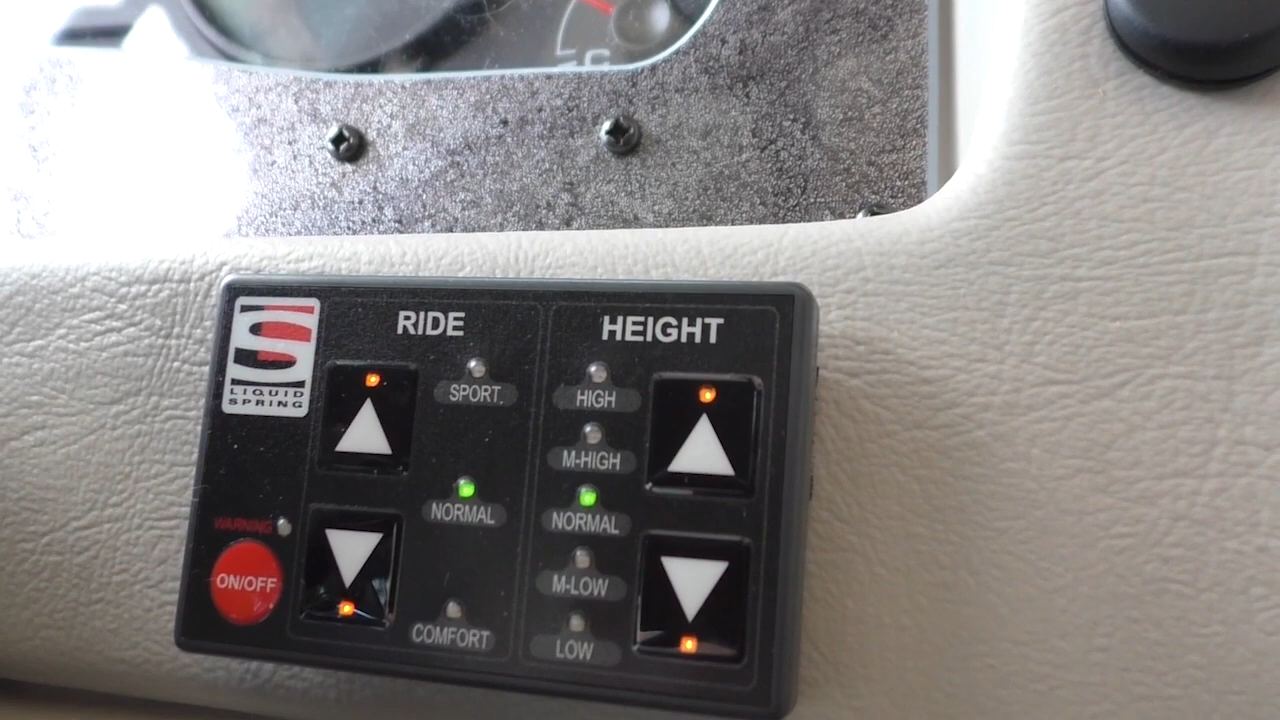 RIDE
HEIGHT
LIQUID
SPRING
SPORT
HIGH
M-HIGH
NORMAL
NORMAL
WARNING
ON/OFF
M-LOW
COMFORT
LOW